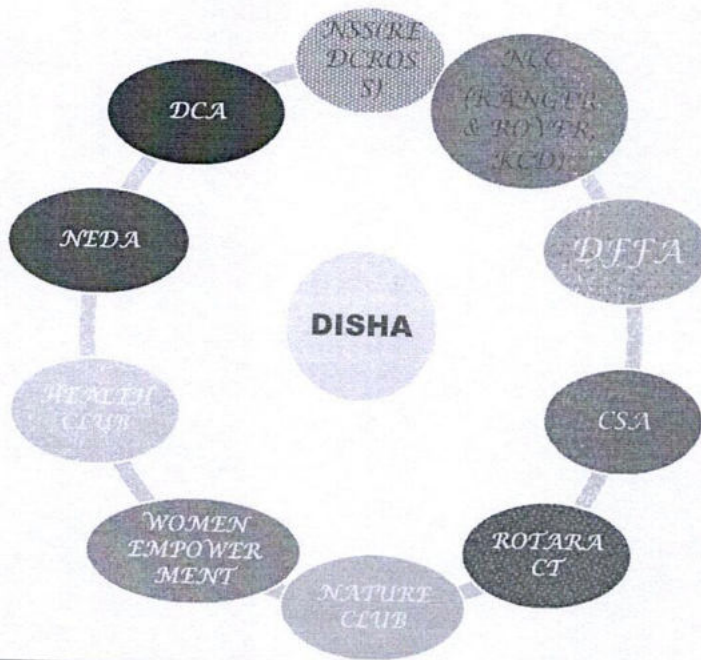 NSS(RE
DCROS
S)
NCC
(RANGER
& ROVER,
KCD)
DFFA
CSA
ROTARA
CT
NATURE
CLUB
WOMEN
EMPOWER
MENT
HEALTH
CLUB
NEDA
DCA
DISHA